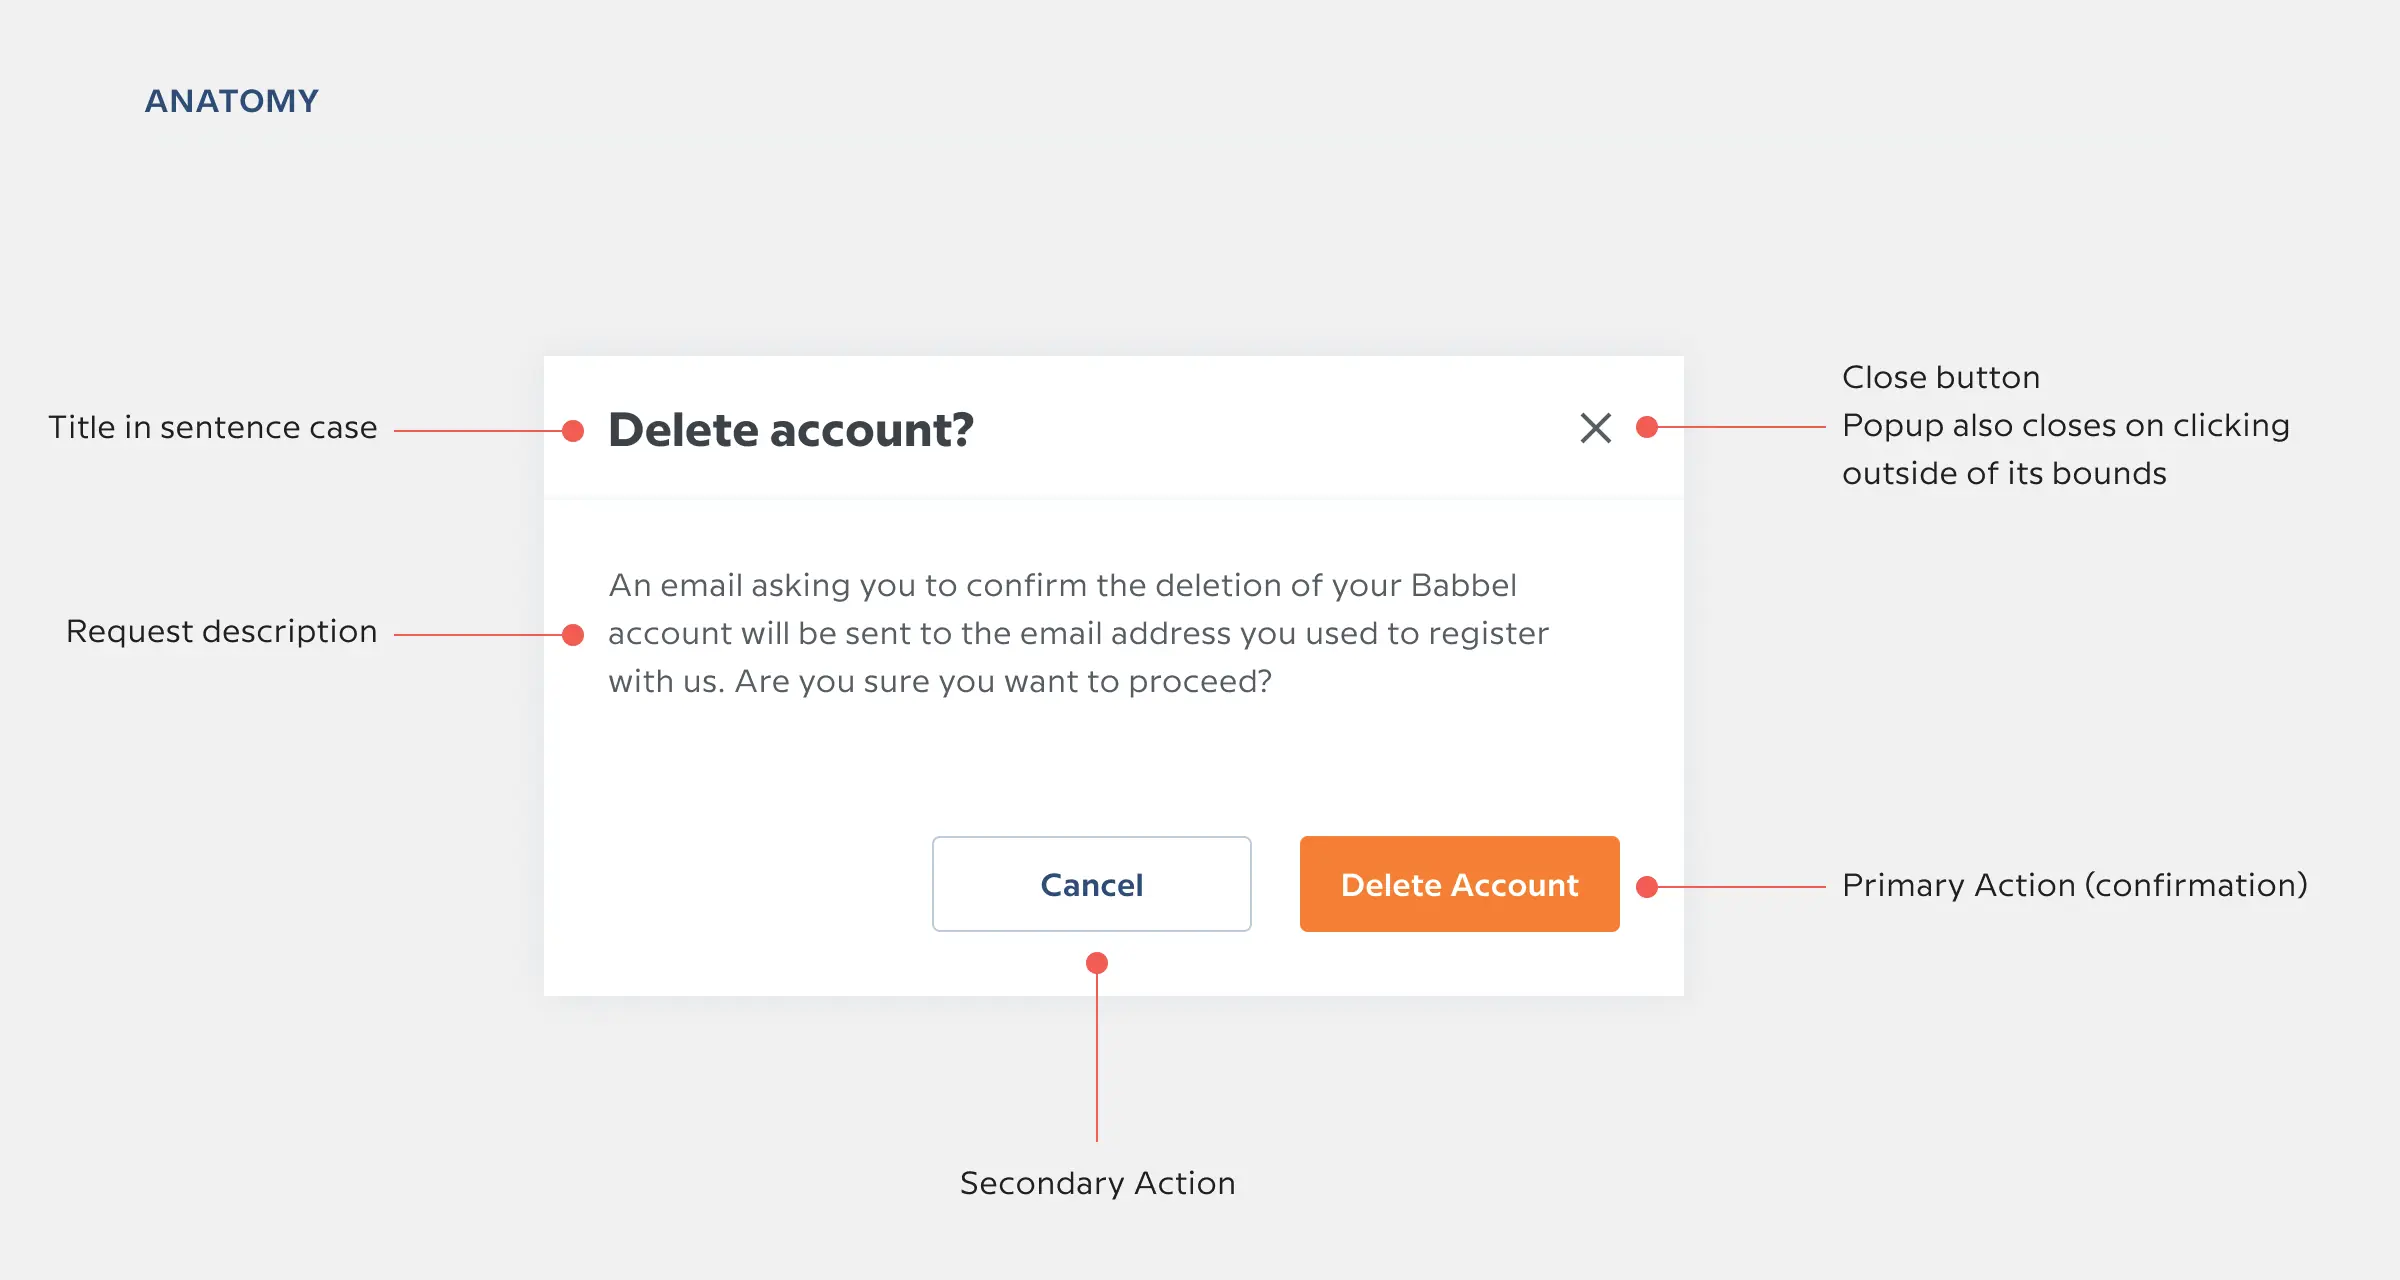 ANATOMY
Title in sentence case
Delete account?
Close button
Popup also closes on clicking
outside of its bounds
Request description
An email asking you to confirm the deletion of your Babbel
account will be sent to the email address you used to register
with us. Are you sure you want to proceed?
Cancel
Delete Account
Primary Action (confirmation)
Secondary Action